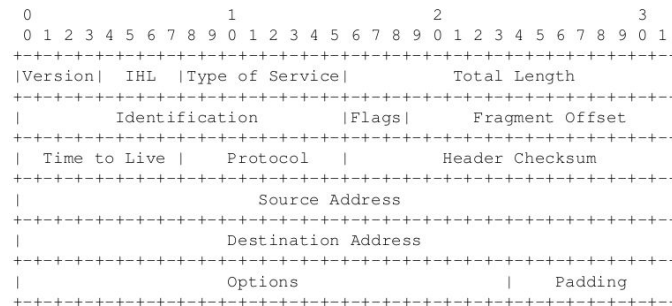 0                   1                   2                   3
0 1 2 3 4 5 6 7 8 9 0 1 2 3 4 5 6 7 8 9 0 1 2 3 4 5 6 7 8 9 0 1
+-+-+-+-+-+-+-+-+-+-+-+-+-+-+-+-+-+-+-+-+-+-+-+-+-+-+-+-+-+-+-+-
|Version|  IHL  |Type of Service|          Total Length
+-+-+-+-+-+-+-+-+-+-+-+-+-+-+-+-+-+-+-+-+-+-+-+-+-+-+-+-+-+-+-+-
|         Identification        |Flags|      Fragment Offset
+-+-+-+-+-+-+-+-+-+-+-+-+-+-+-+-+-+-+-+-+-+-+-+-+-+-+-+-+-+-+-+-
|  Time to Live |    Protocol   |         Header Checksum
+-+-+-+-+-+-+-+-+-+-+-+-+-+-+-+-+-+-+-+-+-+-+-+-+-+-+-+-+-+-+-+-
|                       Source Address
+-+-+-+-+-+-+-+-+-+-+-+-+-+-+-+-+-+-+-+-+-+-+-+-+-+-+-+-+-+-+-+-
|                    Destination Address
+-+-+-+-+-+-+-+-+-+-+-+-+-+-+-+-+-+-+-+-+-+-+-+-+-+-+-+-+-+-+-+-
|                    Options                    |    Padding
+-+-+-+-+-+-+-+-+-+-+-+-+-+-+-+-+-+-+-+-+-+-+-+-+-+-+-+-+-+-+-+-